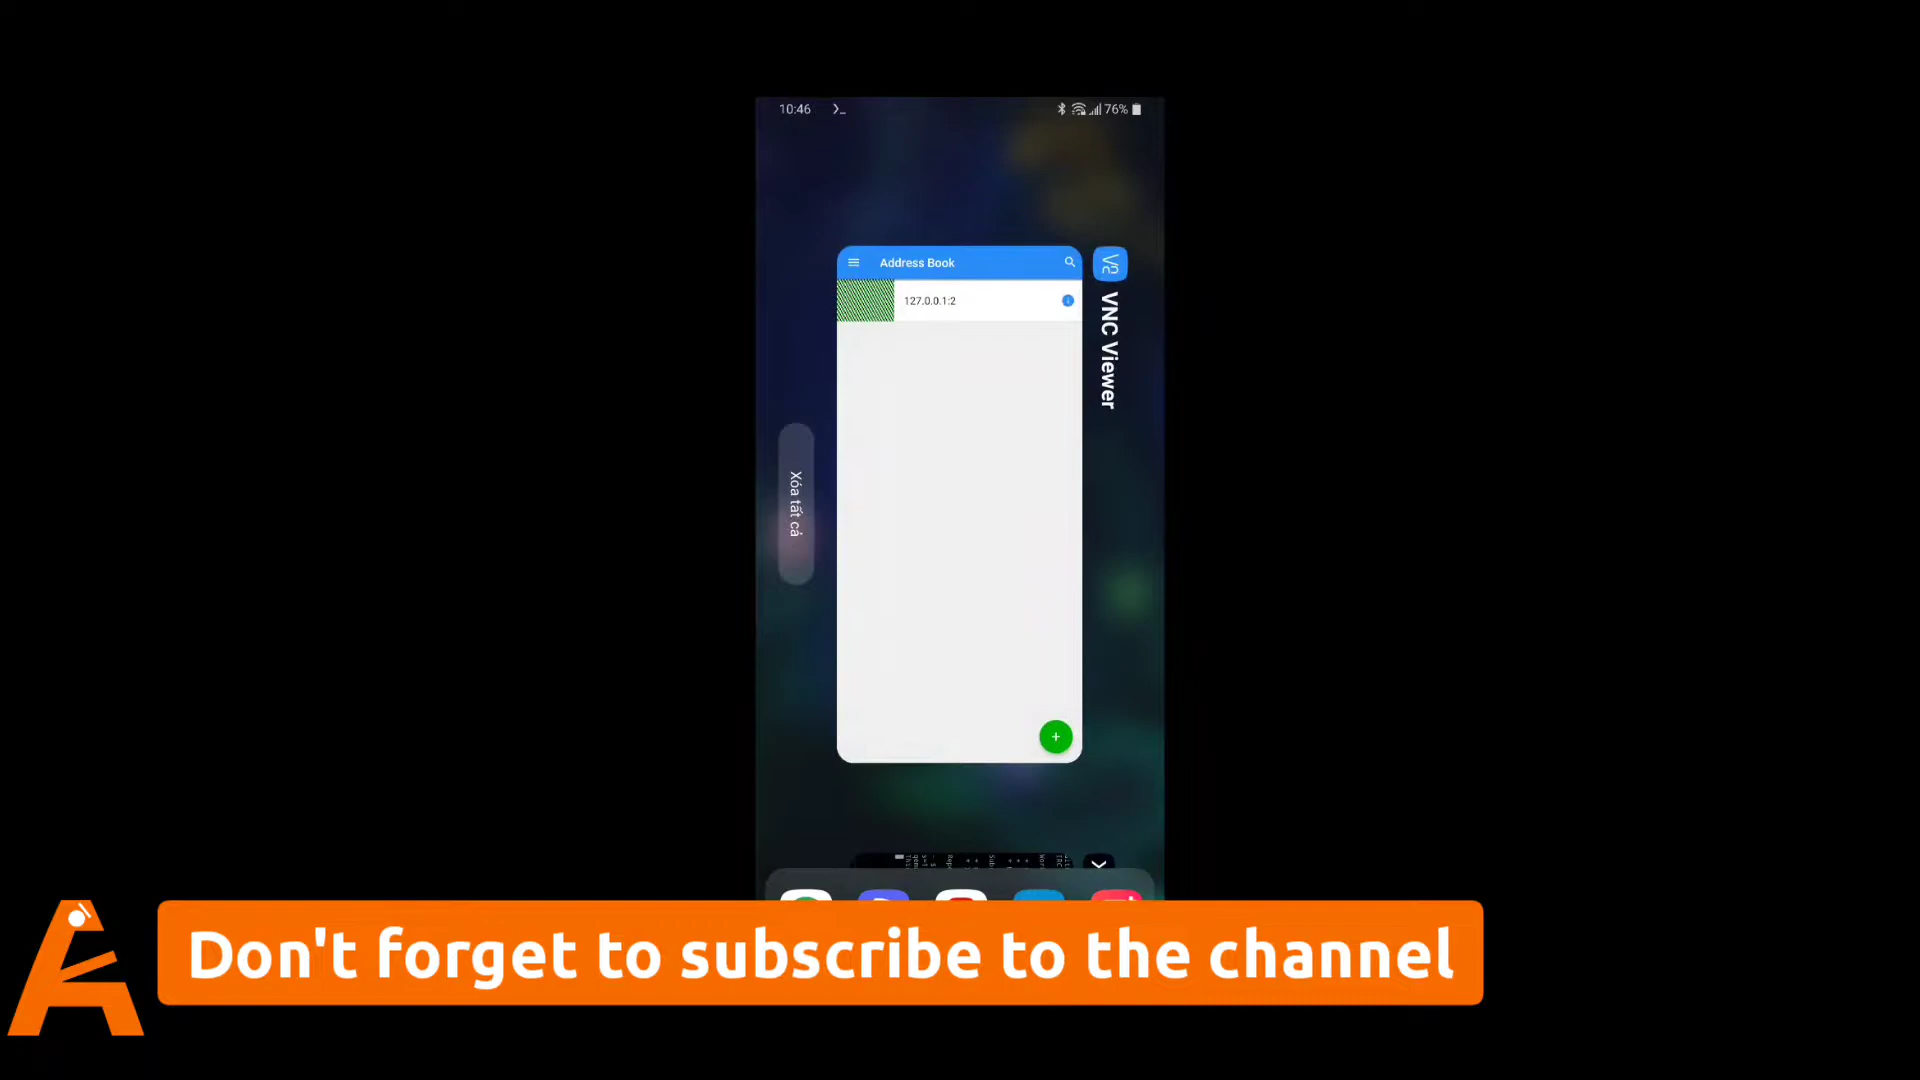 10:46
76%
Address Book
127.0.0.1:2
VNC Viewer
Xóa tất cả
Don't forget to subscribe to the channel